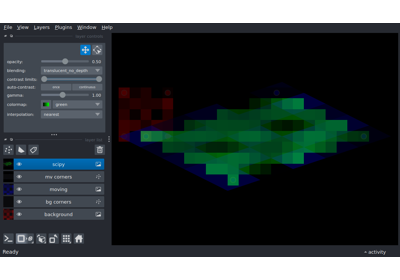 File View Layers Plugins Window Help
opacity: 0.50
blending: translucent_no_depth
contrast limits:
auto-contrast: once continuous
gamma: 1.00
colormap: green
interpolation: nearest
scipy
mv corners
moving
bg corners
background
Ready
activity